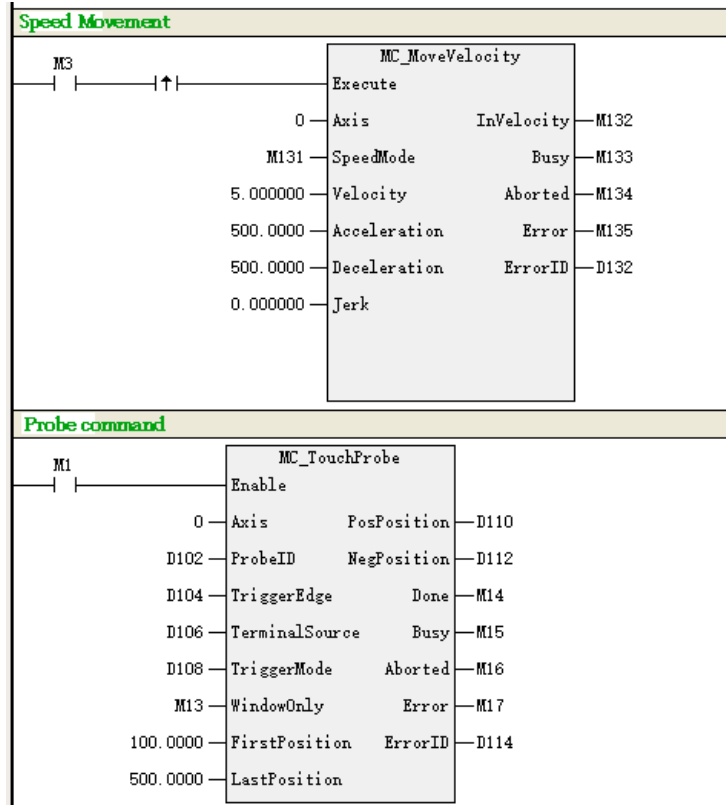 Speed Movement
M3
MC_MoveVelocity
Execute
0 Axis InVelocity M132
M131 SpeedMode Busy M133
5.000000 Velocity Aborted M134
500.0000 Acceleration Error M135
500.0000 Deceleration ErrorID D132
0.000000 Jerk
Probe command
M1
MC_TouchProbe
Enable
0 Axis PosPosition D110
D102 ProbeID NegPosition D112
D104 TriggerEdge Done M14
D106 TerminalSource Busy M15
D108 TriggerMode Aborted M16
M13 WindowOnly Error M17
100.0000 FirstPosition ErrorID D114
500.0000 LastPosition